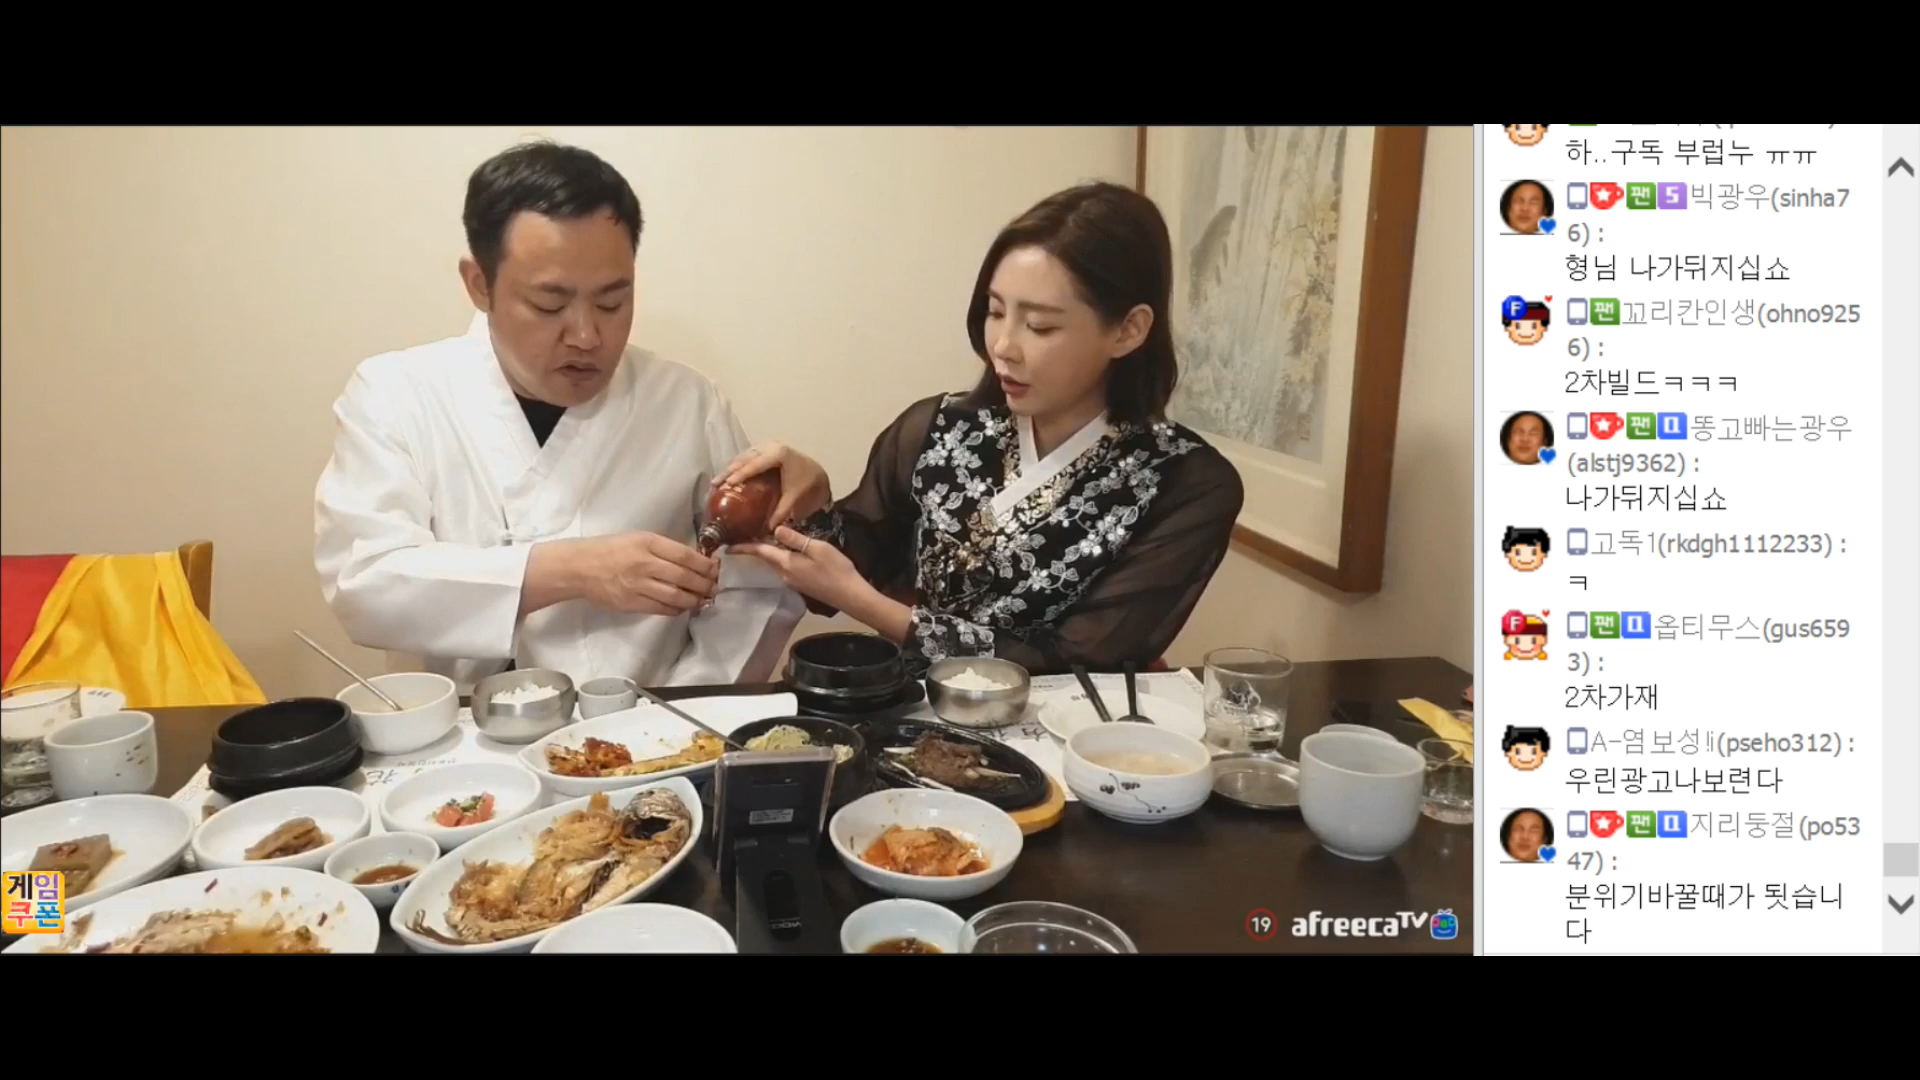 하..구독 부럽누 ㅠㅠ
팬 S 빅광우(sinha7
6) :
형님 나가뒤지십쇼
팬 꼬리칸인생(ohno925
6) :
2차빌드ㅋㅋㅋ
팬 똥고빠는광우
(alstj9362) :
나가뒤지십쇼
고독1(rkdgh1112233) :
ㅋ
팬 옵티무스(gus659
3) :
2차가재
A-염보성!!(pseho312) :
우린광고나보련다
팬 지리둥절(po53
47) :
분위기바꿀때가 됫습니
다
게임
쿠폰
19 afreecaTV